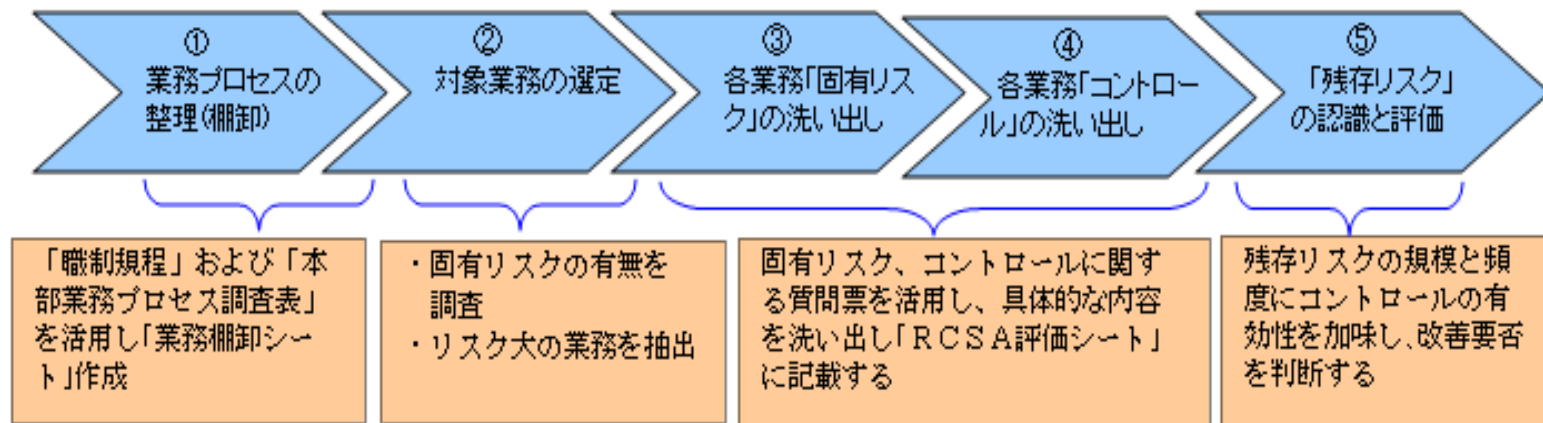 ①
業務プロセスの
整理(棚卸)
②
対象業務の選定
③
各業務「固有リス
ク」の洗い出し
④
各業務「コントロー
ル」の洗い出し
⑤
「残存リスク」
の認識と評価
「職制規程」および「本
部業務プロセス調査表」
を活用し「業務棚卸シー
ト」作成
・固有リスクの有無を
調査
・リスク大の業務を抽出
固有リスク、コントロールに関す
る質問票を活用し、具体的な内容
を洗い出し「ＲＣＳＡ評価シート」
に記載する
残存リスクの規模と頻
度にコントロールの有
効性を加味し、改善要否
を判断する